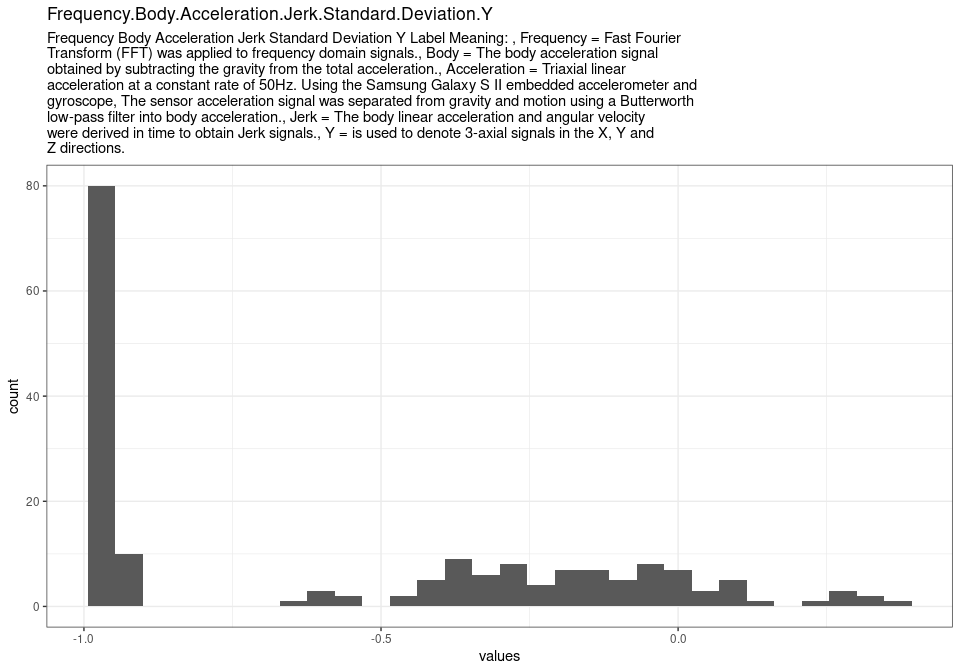 Frequency.Body.Acceleration.Jerk.Standard.Deviation.Y
Frequency Body Acceleration Jerk Standard Deviation Y Label Meaning: , Frequency = Fast Fourier
Transform (FFT) was applied to frequency domain signals., Body = The body acceleration signal
obtained by subtracting the gravity from the total acceleration., Acceleration = Triaxial linear
acceleration at a constant rate of 50Hz. Using the Samsung Galaxy S II embedded accelerometer and
gyroscope, The sensor acceleration signal was separated from gravity and motion using a Butterworth
low-pass filter into body acceleration., Jerk = The body linear acceleration and angular velocity
were derived in time to obtain Jerk signals., Y = is used to denote 3-axial signals in the X, Y and
Z directions.
80
60
40
20
0
count
-1.0
-0.5
0.0
values